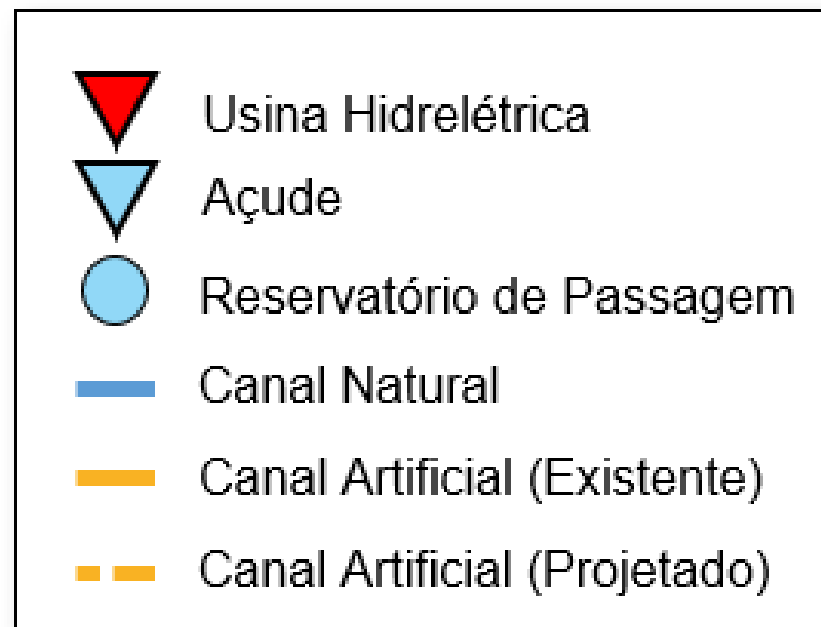 Usina Hidrelétrica
Açude
Reservatório de Passagem
Canal Natural
Canal Artificial (Existente)
Canal Artificial (Projetado)